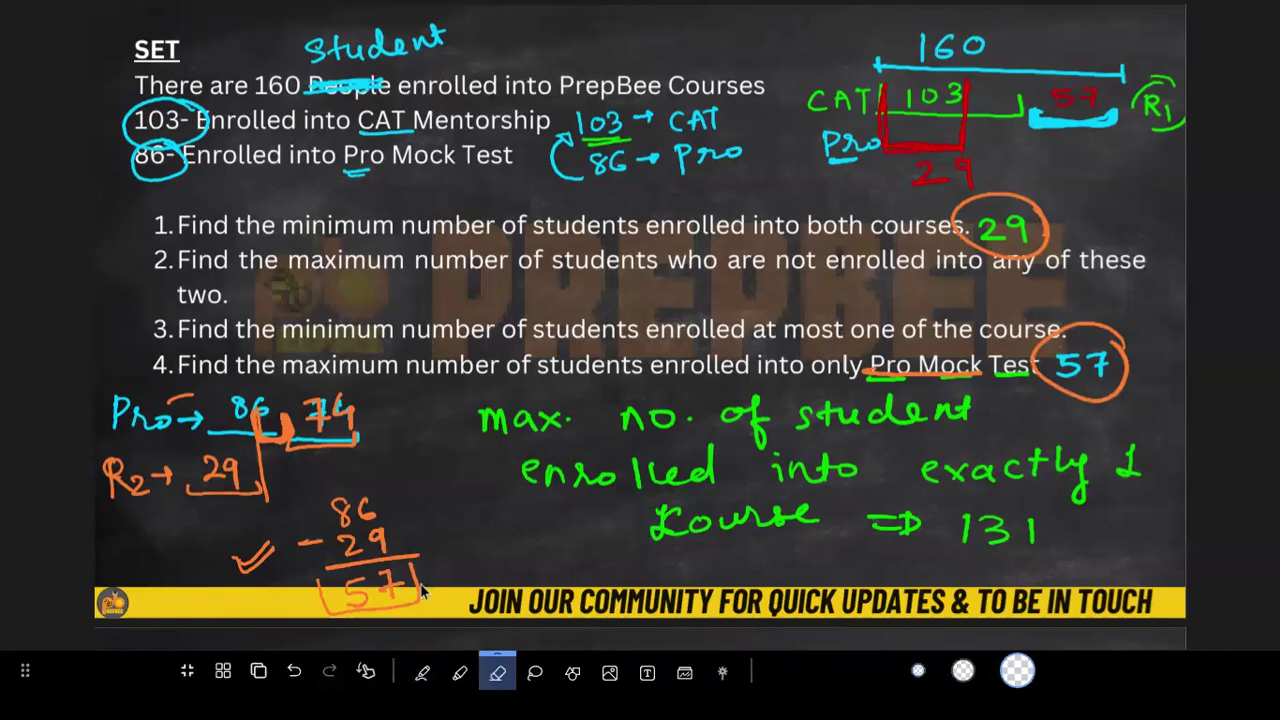 SET
Student
There are 160 People enrolled into PrepBee Courses
103- Enrolled into CAT Mentorship
86- Enrolled into Pro Mock Test
103 → CAT
86 → Pro
160
CAT 103 57 R1
Pro
29
1. Find the minimum number of students enrolled into both courses. 29
2. Find the maximum number of students who are not enrolled into any of these
two.
3. Find the minimum number of students enrolled at most one of the course.
4. Find the maximum number of students enrolled into only Pro Mock Test 57
Pro → 86 74
R2 → 29
86
- 29
57
max. no. of student
enrolled into exactly 1
course ⇒ 131
PREPBEE
JOIN OUR COMMUNITY FOR QUICK UPDATES & TO BE IN TOUCH